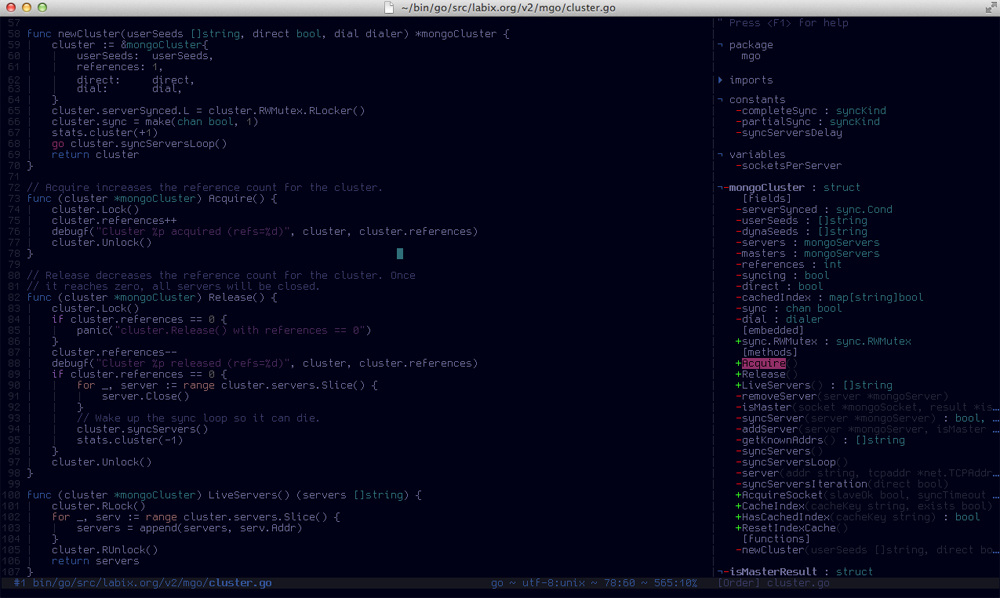 ~/bin/go/src/labix.org/v2/mgo/cluster.go
57
58 func newCluster(userSeeds []string, direct bool, dial dialer) *mongoCluster {
59 cluster := &mongoCluster{
60 userSeeds: userSeeds,
61 references: 1,
62 direct: direct,
63 dial: dial,
64 }
65 cluster.serverSynced.L = cluster.RWMutex.RLocker()
66 cluster.sync = make(chan bool, 1)
67 stats.cluster(+1)
68 go cluster.syncServersLoop()
69 return cluster
70 }
71
72 // Acquire increases the reference count for the cluster.
73 func (cluster *mongoCluster) Acquire() {
74 cluster.Lock()
75 cluster.references++
76 debugf("Cluster %p acquired (refs=%d)", cluster, cluster.references)
77 cluster.Unlock()
78 }
79
80 // Release decreases the reference count for the cluster. Once
81 // it reaches zero, all servers will be closed.
82 func (cluster *mongoCluster) Release() {
83 cluster.Lock()
84 if cluster.references == 0 {
85 panic("cluster.Release() with references == 0")
86 }
87 cluster.references--
88 debugf("Cluster %p released (refs=%d)", cluster, cluster.references)
89 if cluster.references == 0 {
90 for _, server := range cluster.servers.Slice() {
91 server.Close()
92 }
93 // Wake up the sync loop so it can die.
94 cluster.syncServers()
95 stats.cluster(-1)
96 }
97 cluster.Unlock()
98 }
99
100 func (cluster *mongoCluster) LiveServers() (servers []string) {
101 cluster.RLock()
102 for _, serv := range cluster.servers.Slice() {
103 servers = append(servers, serv.Addr)
104 }
105 cluster.RUnlock()
106 return servers
107 }
#1 bin/go/src/labix.org/v2/mgo/cluster.go go ~ utf-8:unix ~ 78:60 ~ 565:10%
" Press <F1> for help
¬ package
mgo
▸ imports
¬ constants
-completeSync : syncKind
-partialSync : syncKind
-syncServersDelay
¬ variables
-socketsPerServer
¬-mongoCluster : struct
[fields]
-serverSynced : sync.Cond
-userSeeds : []string
-dynaSeeds : []string
-servers : mongoServers
-masters : mongoServers
-references : int
-syncing : bool
-direct : bool
-cachedIndex : map[string]bool
-sync : chan bool
-dial : dialer
[embedded]
+sync.RWMutex : sync.RWMutex
[methods]
+Acquire()
+Release()
+LiveServers() : []string
-removeServer(server *mongoServer)
-isMaster(socket *mongoSocket, result *is…
-syncServer(server *mongoServer) : bool, …
-addServer(server *mongoServer, isMaster …
-getKnownAddrs() : []string
-syncServers()
-syncServersLoop()
-server(addr string, tcpaddr *net.TCPAddr…
-syncServersIteration(direct bool)
+AcquireSocket(slaveOk bool, syncTimeout …
+CacheIndex(cacheKey string, exists bool)
+HasCachedIndex(cacheKey string) : bool
+ResetIndexCache()
[functions]
-newCluster(userSeeds []string, direct bo…
¬-isMasterResult : struct
[Order] cluster.go